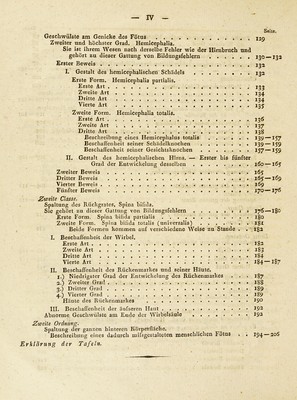 — IV —
Seite.
Geschwülste am Genicke des Fötus 129
Zweiter und höchster Grad. Hemicephalia.
Sie ist ihrem Wesen nach derselbe Fehler wie der Hirnbruch und
gehört zu dieser Gattung von Bildungsfehlern 130—132
Erster Beweis 132
I. Gestalt des hemicephalischen Schädels 132
Erste Form. Hemicephalia partialis.
Erste Art 133
Zweite Art 134
Dritte Art 134
Vierte Art 135
Zweite Form. Hemicephalia totalis.
Erste Art 136
Zweite Art 137
Dritte Art 138
Beschreibung eines Hemicephalus totalis 139—157
Beschaffenheit seiner Schädelknochen 139—159
Beschaffenheit seiner Gesichtsknochen 157—159
II. Gestalt des hemicephalischen Hirns. — Erster bis fünfter
Grad der Entwickelung desselben 160—165
Zweiter Beweis 165
Dritter Beweis 165—169
Vierter Beweis 169
Fünfter Beweis 170—176
Zweite Classe.
Spaltung des Rückgrates, Spina bifida.
Sie gehört zu dieser Gattung von Bildungsfehlern 176—180
Erste Form. Spina bifida partialis 180
Zweite Form. Spina bifida totalis (universalis)
Beide Formen kommen auf verschiedene Weise zu Stande 182
I. Beschaffenheit der Wirbel.
Erste Art 182
Zweite Art 183
Dritte Art 184
Vierte Art 184—187
II. Beschaffenheit des Rückenmarkes und seiner Häute.
1.) Niedrigster Grad der Entwickelung des Rückenmarkes 187
2.) Zweiter Grad 188
3.) Dritter Grad 189
4.) Vierter Grad 189
Häute des Rückenmarkes 190
III. Beschaffenheit der äufseren Haut 192
Abnorme Geschwülste am Ende der Wirbelsäule 192
Zweite Ordnung.
Spaltung der ganzen hinteren Körperfläche.
Beschreibung eines dadurch mifsgestalteten menschlichen Fötus 194—206
Erklärung der Tafeln.